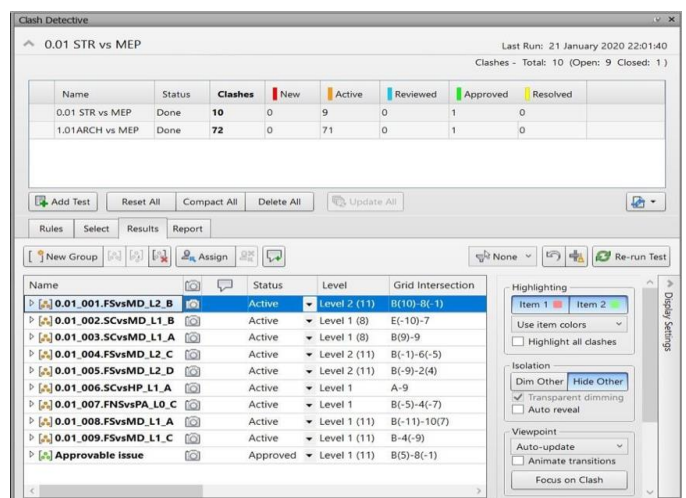 Clash Detective
0.01 STR vs MEP
Last Run: 21 January 2020 22:01:40
Clashes - Total: 10 (Open: 9 Closed: 1)
Name Status Clashes New Active Reviewed Approved Resolved
0.01 STR vs MEP Done 10 0 9 0 1 0
1.01ARCH vs MEP Done 72 0 71 0 1 0
Add Test Reset All Compact All Delete All Update All
Rules Select Results Report
New Group Assign None Re-run Test
Name Status Level Grid Intersection
0.01_001.FSvsMD_L2_B Active Level 2 (11) B(10)-8(-1)
0.01_002.SCvsMD_L1_B Active Level 1 (8) E(-10)-7
0.01_003.SCvsMD_L1_A Active Level 1 (8) B(9)-9
0.01_004.FSvsMD_L2_C Active Level 2 (11) B(-1)-6(-5)
0.01_005.FSvsMD_L2_D Active Level 2 (11) B(-9)-2(4)
0.01_006.SCvsHP_L1_A Active Level 1 A-9
0.01_007.FNSvsPA_L0_C Active Level 1 B(-5)-4(-7)
0.01_008.FSvsMD_L1_A Active Level 1 (11) B(-11)-10(7)
0.01_009.FSvsMD_L1_C Active Level 1 (11) B-4(-9)
Approvable issue Approved Level 1 (11) B(5)-8(-1)
Highlighting
Item 1 Item 2
Use item colors
Highlight all clashes
Isolation
Dim Other Hide Other
Transparent dimming
Auto reveal
Viewpoint
Auto-update
Animate transitions
Focus on Clash
Display Settings